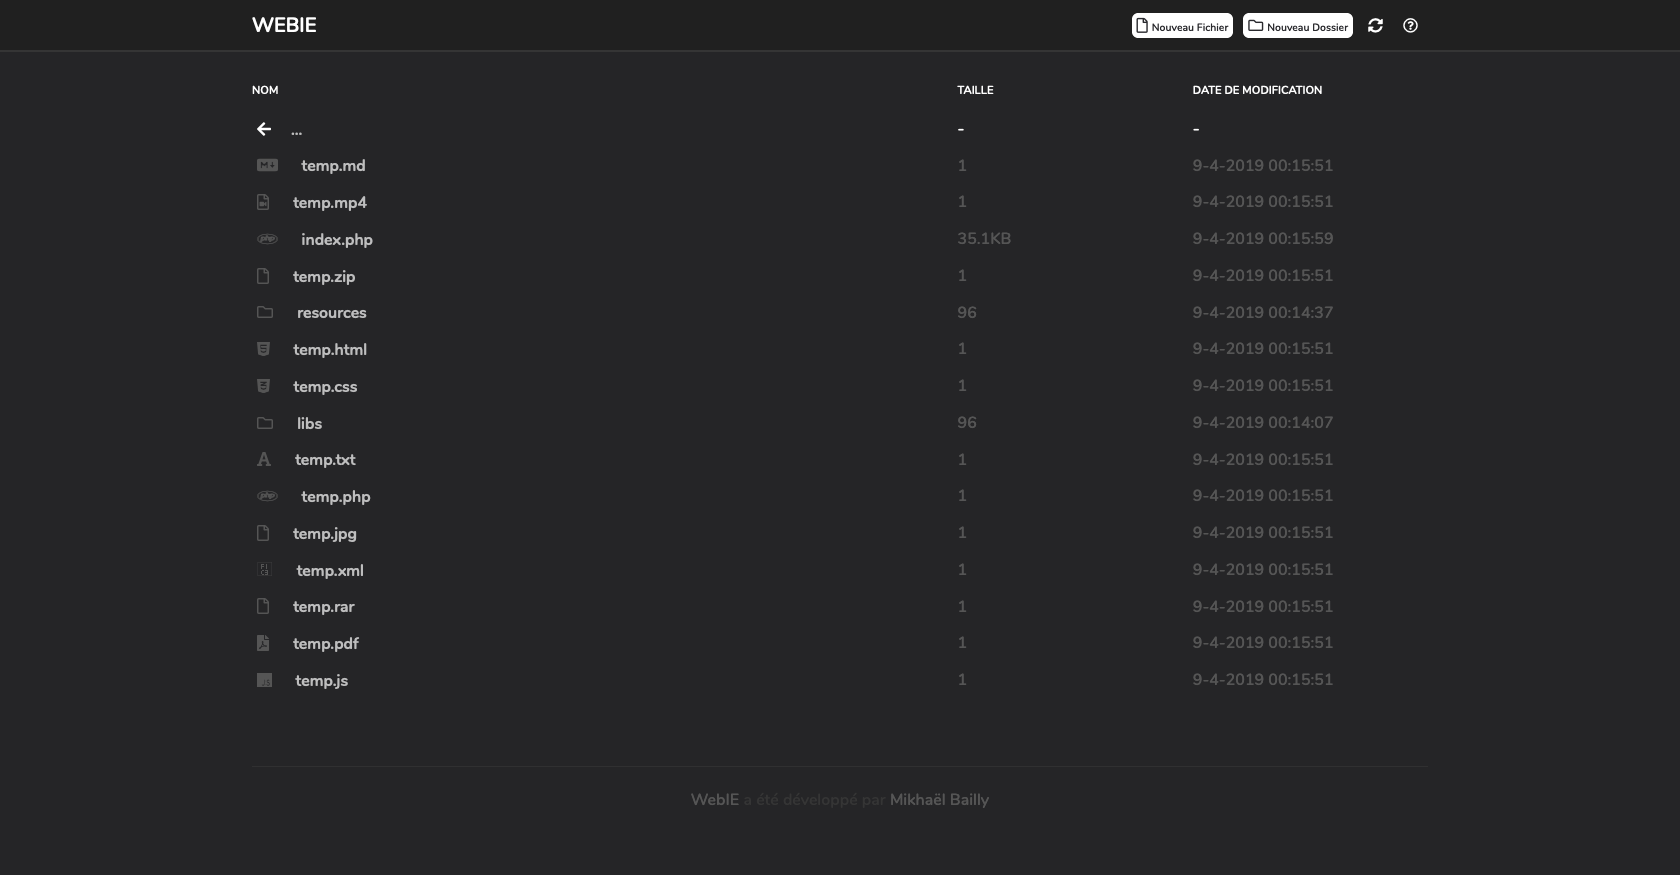 WEBIE Nouveau Fichier Nouveau Dossier
NOM TAILLE DATE DE MODIFICATION
... - -
temp.md 1 9-4-2019 00:15:51
temp.mp4 1 9-4-2019 00:15:51
index.php 35.1KB 9-4-2019 00:15:59
temp.zip 1 9-4-2019 00:15:51
resources 96 9-4-2019 00:14:37
temp.html 1 9-4-2019 00:15:51
temp.css 1 9-4-2019 00:15:51
libs 96 9-4-2019 00:14:07
temp.txt 1 9-4-2019 00:15:51
temp.php 1 9-4-2019 00:15:51
temp.jpg 1 9-4-2019 00:15:51
temp.xml 1 9-4-2019 00:15:51
temp.rar 1 9-4-2019 00:15:51
temp.pdf 1 9-4-2019 00:15:51
temp.js 1 9-4-2019 00:15:51
WebIE a été développé par Mikhaël Bailly